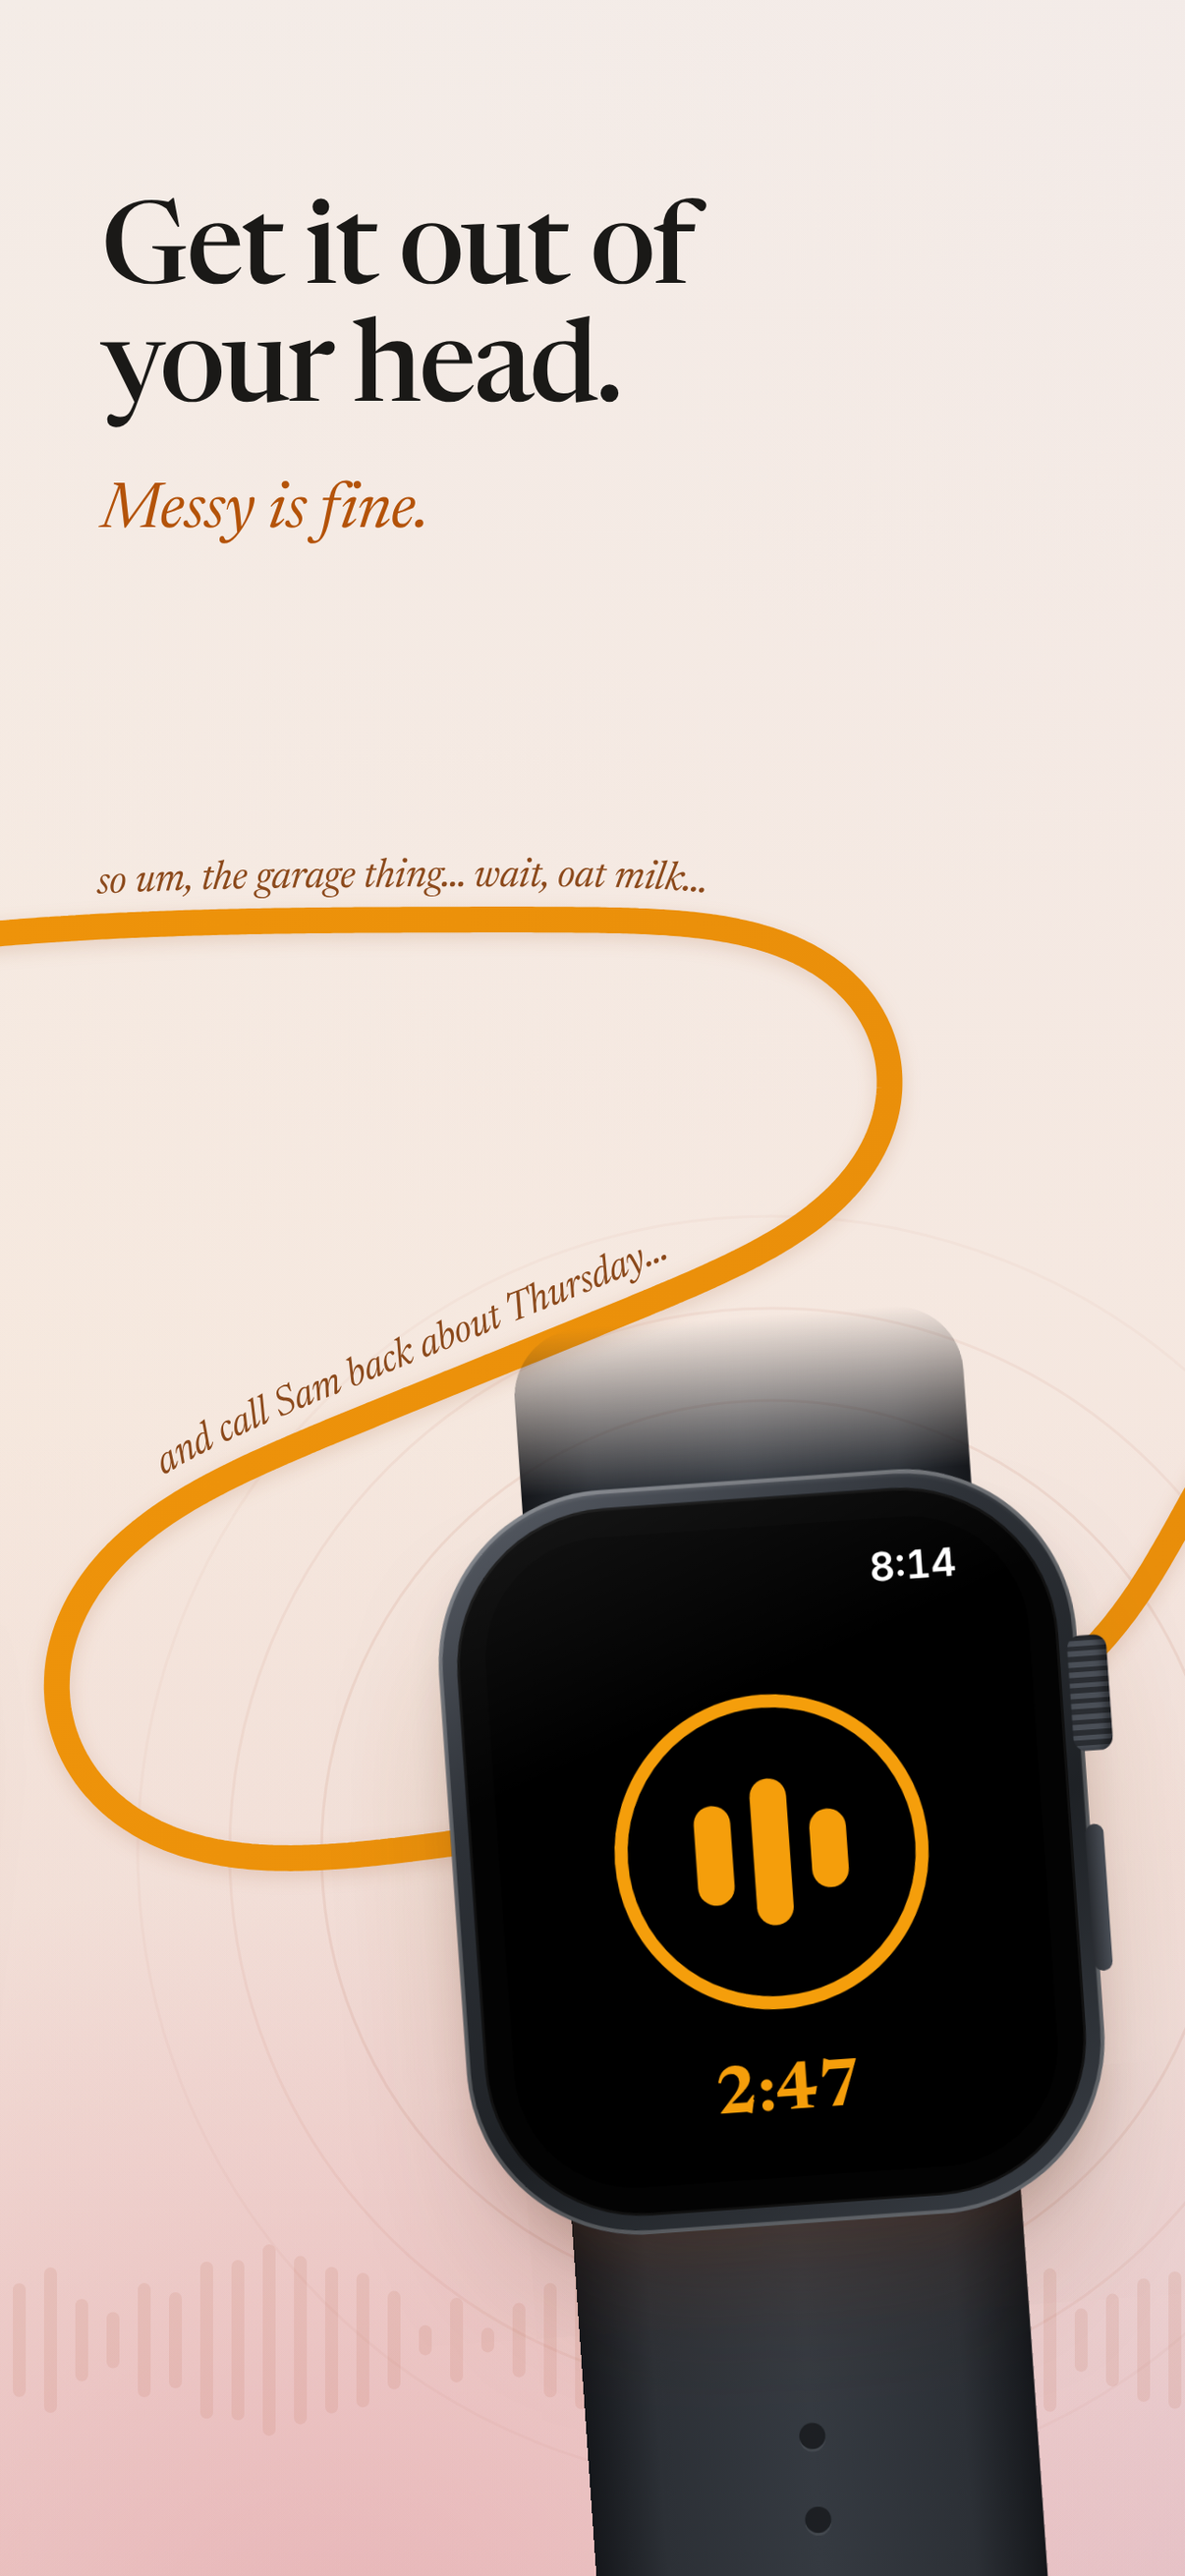 Get it out of
your head.
Messy is fine.
so um, the garage thing... wait, oat milk...
and call Sam back about Thursday...
8:14
2:47